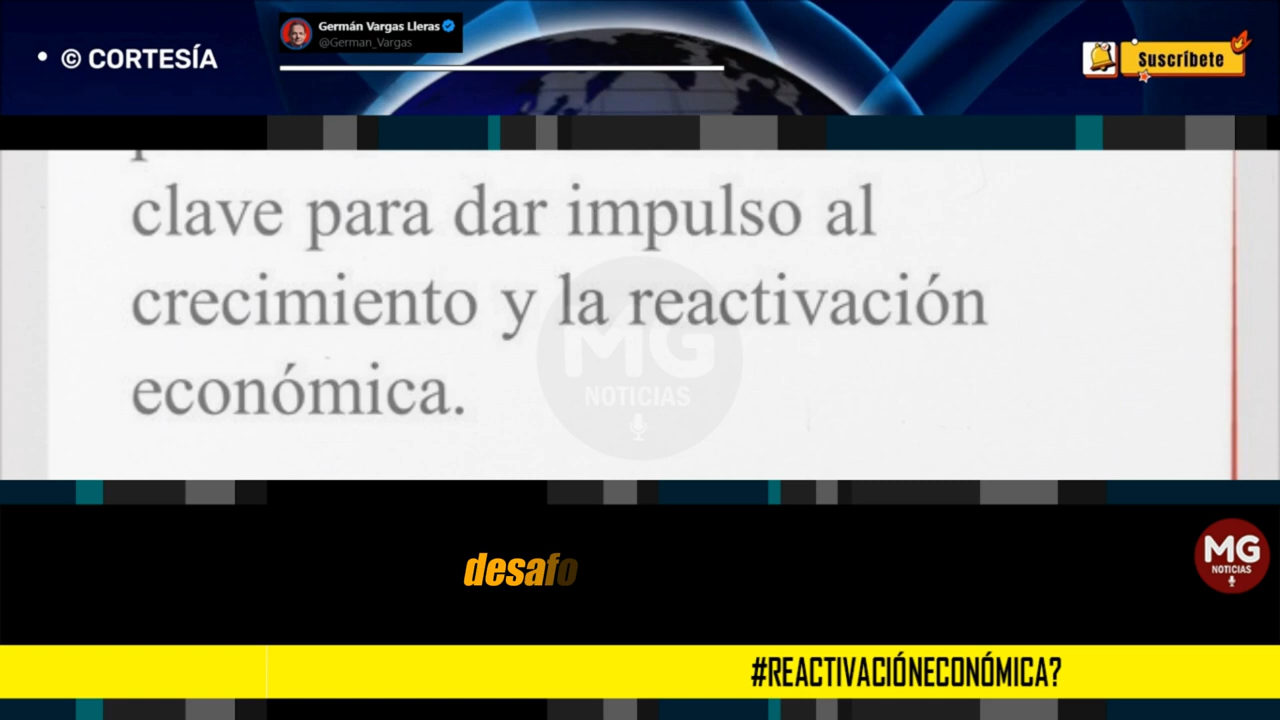 • © CORTESÍA
Germán Vargas Lleras
@German_Vargas
Suscríbete
clave para dar impulso al
crecimiento y la reactivación
económica.
MG
NOTICIAS
desafo
MG
NOTICIAS
#REACTIVACIÓNECONÓMICA?